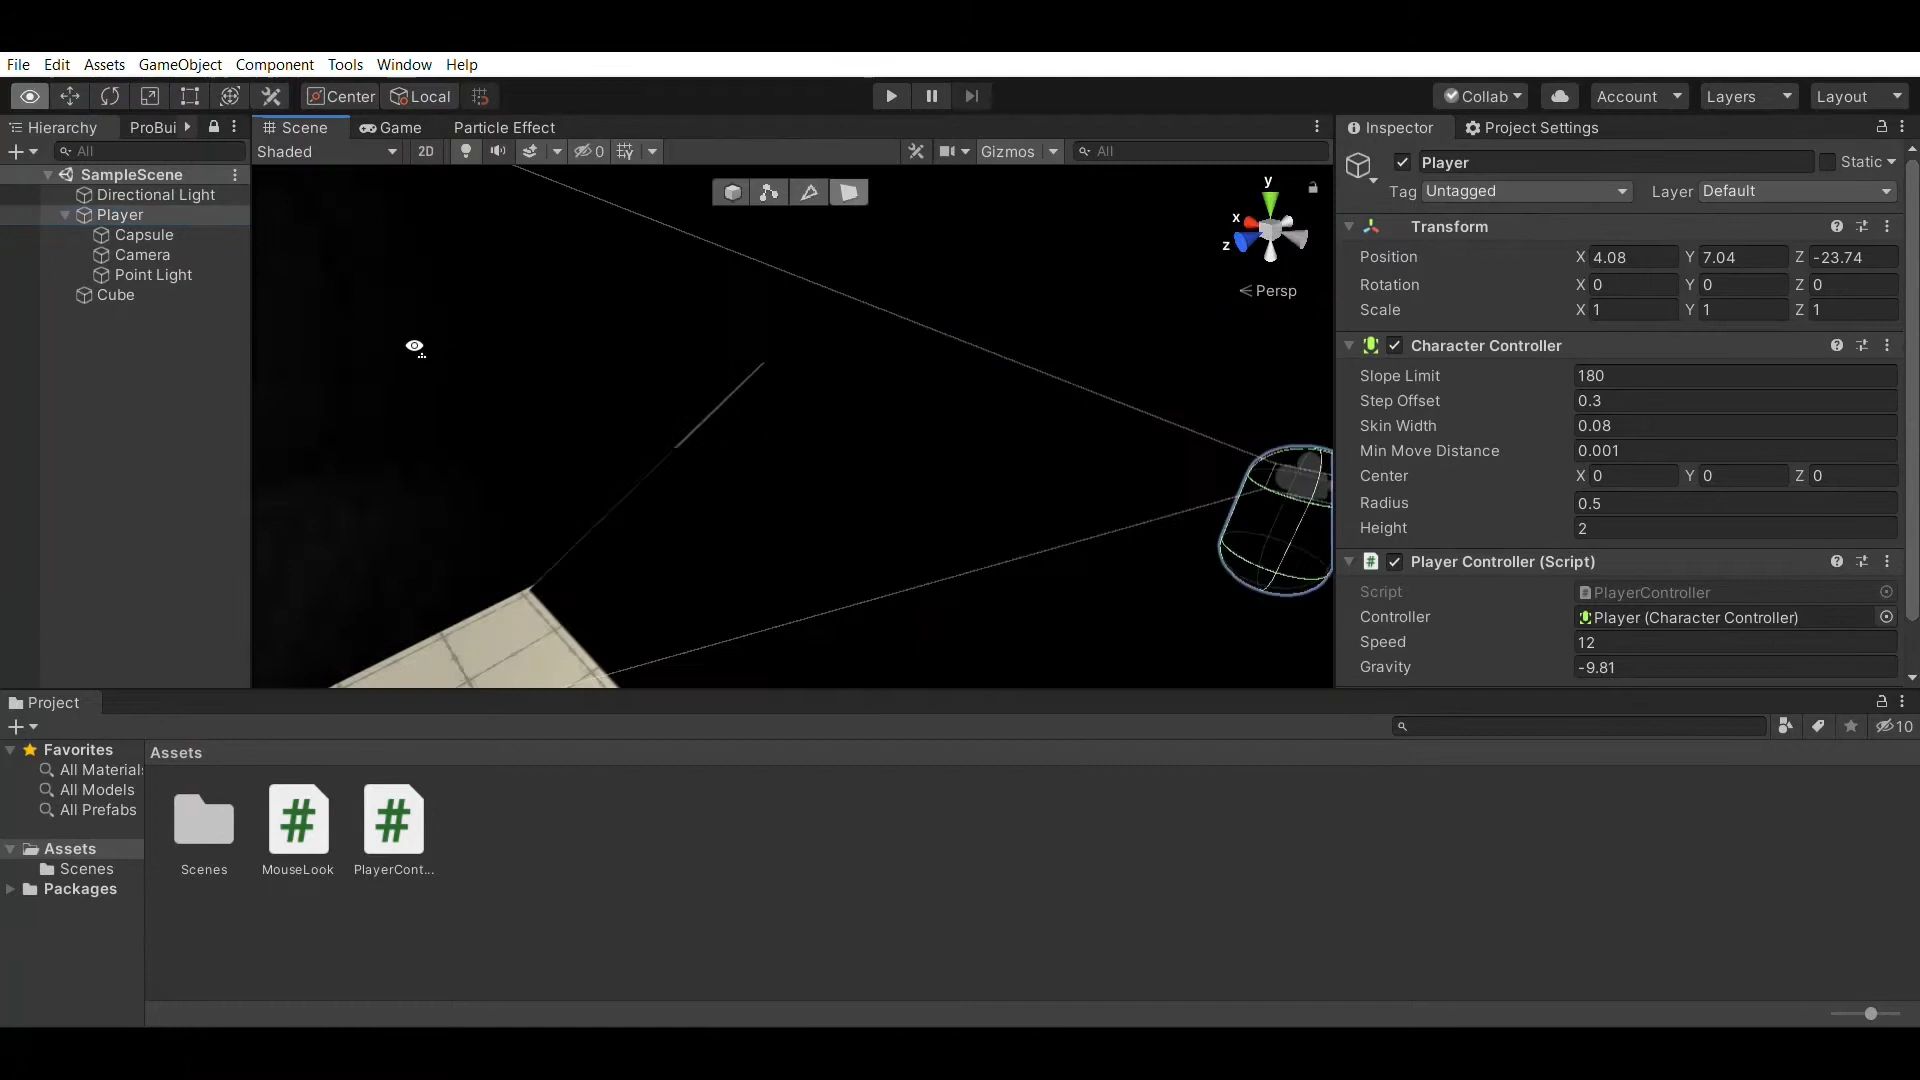 File Edit Assets GameObject Component Tools Window Help
Center Local Collab Account Layers Layout
Hierarchy ProBui Scene Game Particle Effect Inspector Project Settings
All Shaded 2D 0 Gizmos All
SampleScene
Directional Light
Player
Capsule
Camera
Point Light
Cube
y
x
z
Persp
Player Static
Tag Untagged Layer Default
Transform
Position X 4.08 Y 7.04 Z -23.74
Rotation X 0 Y 0 Z 0
Scale X 1 Y 1 Z 1
Character Controller
Slope Limit 180
Step Offset 0.3
Skin Width 0.08
Min Move Distance 0.001
Center X 0 Y 0 Z 0
Radius 0.5
Height 2
# Player Controller (Script)
Script PlayerController
Controller Player (Character Controller)
Speed 12
Gravity -9.81
Project
10
Favorites
All Material
All Models
All Prefabs
Assets
Scenes
Packages
Assets
# #
Scenes MouseLook PlayerCont...